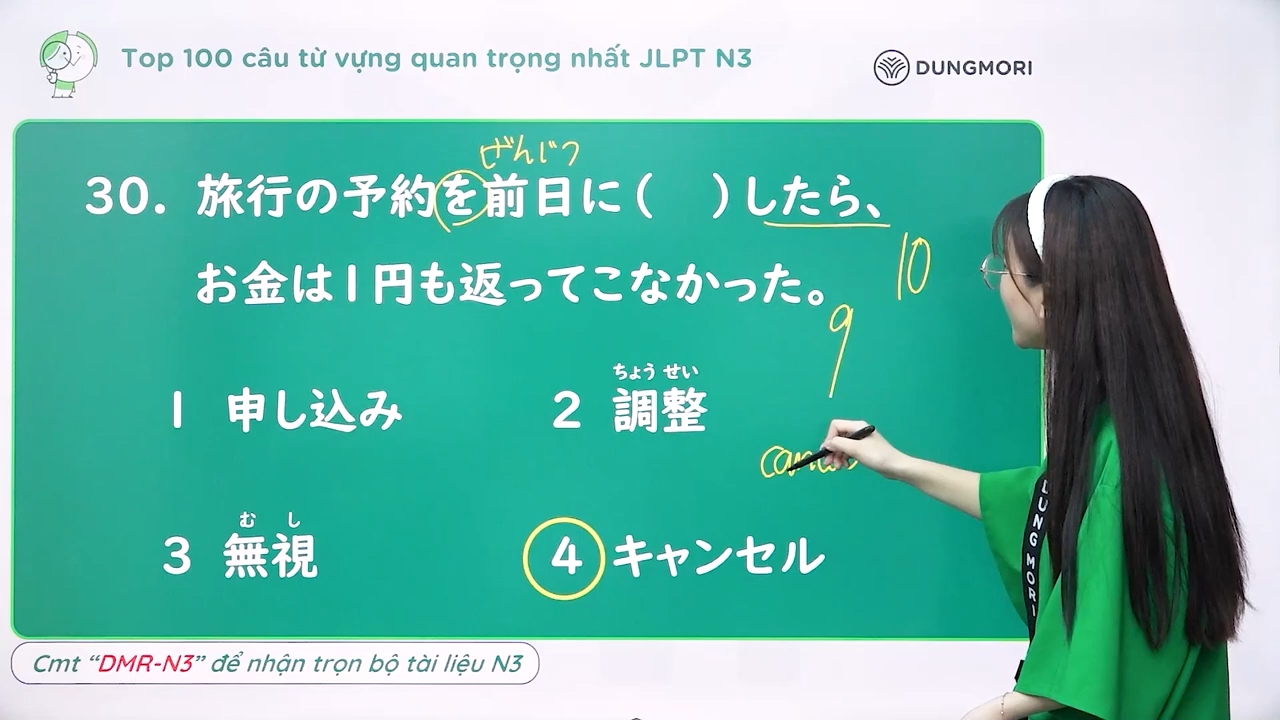 Top 100 câu từ vựng quan trọng nhất JLPT N3
DUNGMORI
ぜんじつ
30. 旅行の予約を前日に( )したら、
10
お金は1円も返ってこなかった。
9
1 申し込み
ちょう せい
2 調整
む し
3 無視
4 キャンセル
DUNGMORI
Cmt “DMR-N3” để nhận trọn bộ tài liệu N3